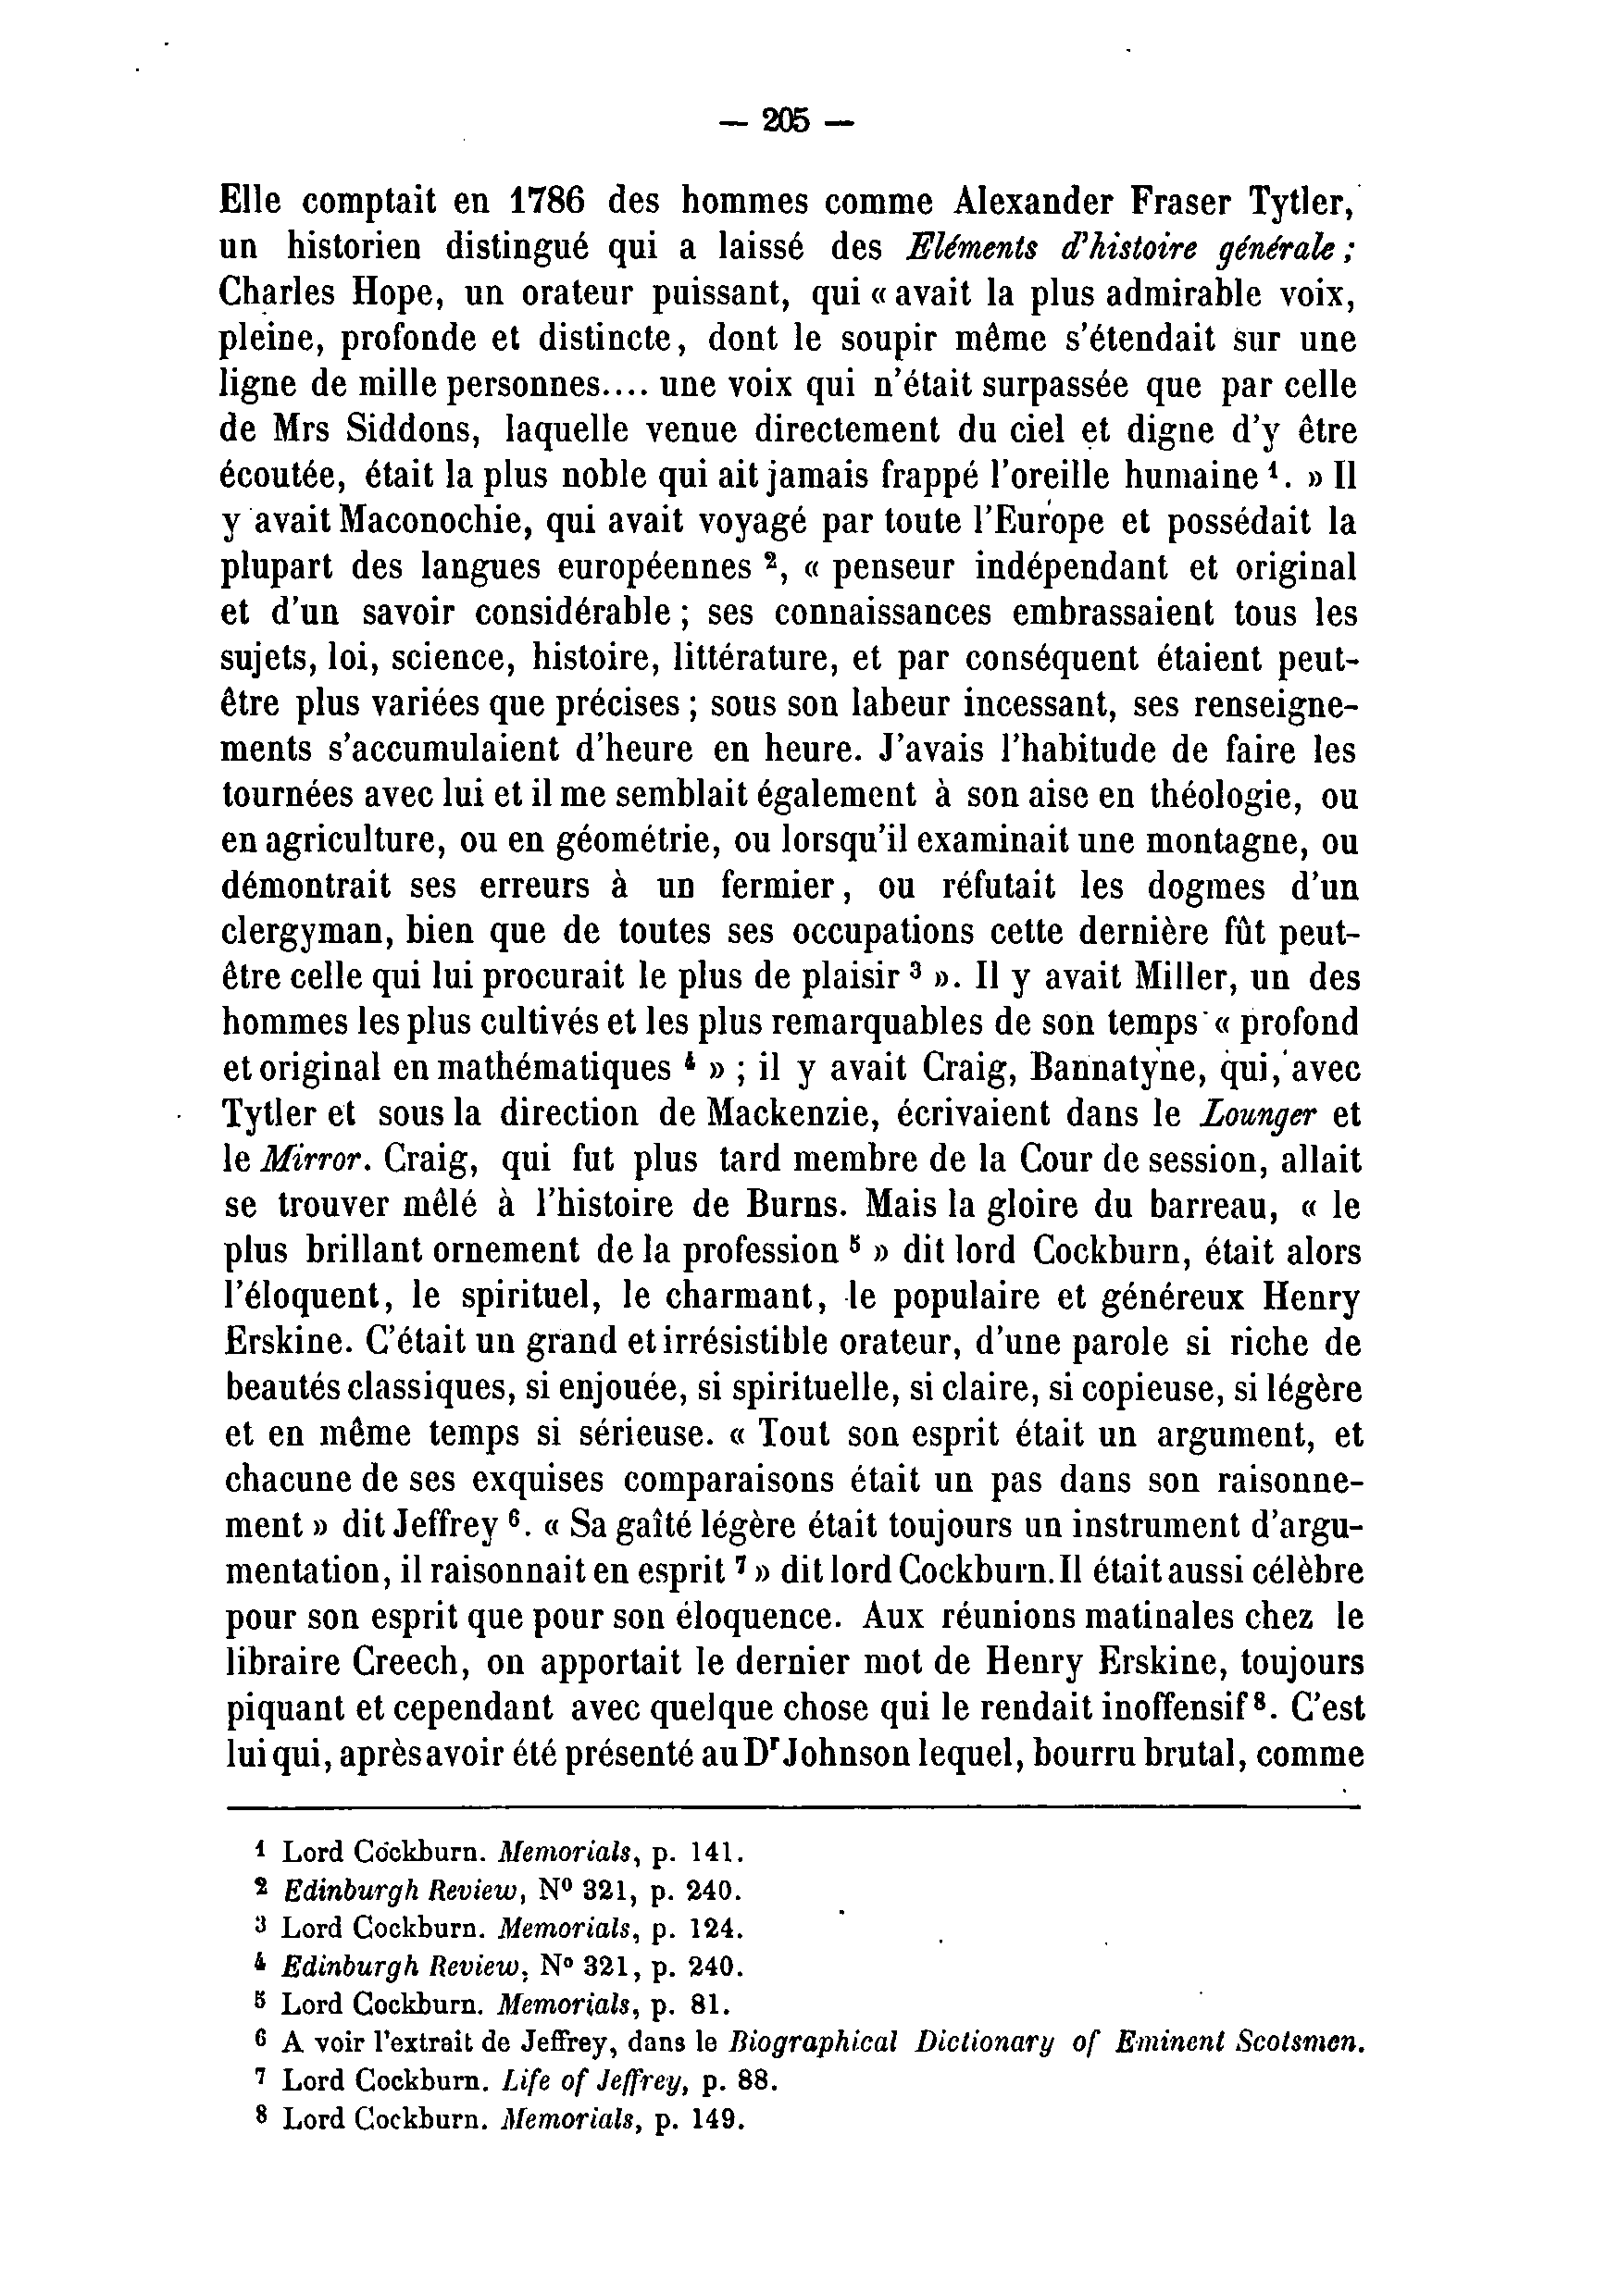 — 205 —
Elle comptait en 1786 des hommes comme Alexander Fraser Tytler,
un historien distingué qui a laissé des Eléments d'histoire générale ;
Charles Hope, un orateur puissant, qui « avait la plus admirable voix,
pleine, profonde et distincte, dont le soupir même s'étendait sur une
ligne de mille personnes.... une voix qui n'était surpassée que par celle
de Mrs Siddons, laquelle venue directement du ciel et digne d'y être
écoutée, était la plus noble qui ait jamais frappé l'oreille humaine ¹. » Il
y avait Maconochie, qui avait voyagé par toute l'Europe et possédait la
plupart des langues européennes ², « penseur indépendant et original
et d'un savoir considérable ; ses connaissances embrassaient tous les
sujets, loi, science, histoire, littérature, et par conséquent étaient peut-
être plus variées que précises ; sous son labeur incessant, ses renseigne-
ments s'accumulaient d'heure en heure. J'avais l'habitude de faire les
tournées avec lui et il me semblait également à son aise en théologie, ou
en agriculture, ou en géométrie, ou lorsqu'il examinait une montagne, ou
démontrait ses erreurs à un fermier, ou réfutait les dogmes d'un
clergyman, bien que de toutes ses occupations cette dernière fût peut-
être celle qui lui procurait le plus de plaisir ³ ». Il y avait Miller, un des
hommes les plus cultivés et les plus remarquables de son temps « profond
et original en mathématiques ⁴ » ; il y avait Craig, Bannatyne, qui, avec
Tytler et sous la direction de Mackenzie, écrivaient dans le Lounger et
le Mirror. Craig, qui fut plus tard membre de la Cour de session, allait
se trouver mêlé à l'histoire de Burns. Mais la gloire du barreau, « le
plus brillant ornement de la profession ⁵ » dit lord Cockburn, était alors
l'éloquent, le spirituel, le charmant, le populaire et généreux Henry
Erskine. C'était un grand et irrésistible orateur, d'une parole si riche de
beautés classiques, si enjouée, si spirituelle, si claire, si copieuse, si légère
et en même temps si sérieuse. « Tout son esprit était un argument, et
chacune de ses exquises comparaisons était un pas dans son raisonne-
ment » dit Jeffrey ⁶. « Sa gaîté légère était toujours un instrument d'argu-
mentation, il raisonnait en esprit ⁷ » dit lord Cockburn. Il était aussi célèbre
pour son esprit que pour son éloquence. Aux réunions matinales chez le
libraire Creech, on apportait le dernier mot de Henry Erskine, toujours
piquant et cependant avec quelque chose qui le rendait inoffensif ⁸. C'est
lui qui, après avoir été présenté au Dʳ Johnson lequel, bourru brutal, comme
¹ Lord Cockburn. Memorials, p. 141.
² Edinburgh Review, Nº 321, p. 240.
³ Lord Cockburn. Memorials, p. 124.
⁴ Edinburgh Review, Nº 321, p. 240.
⁵ Lord Cockburn. Memorials, p. 81.
⁶ A voir l'extrait de Jeffrey, dans le Biographical Dictionary of Eminent Scotsmen.
⁷ Lord Cockburn. Life of Jeffrey, p. 88.
⁸ Lord Cockburn. Memorials, p. 149.